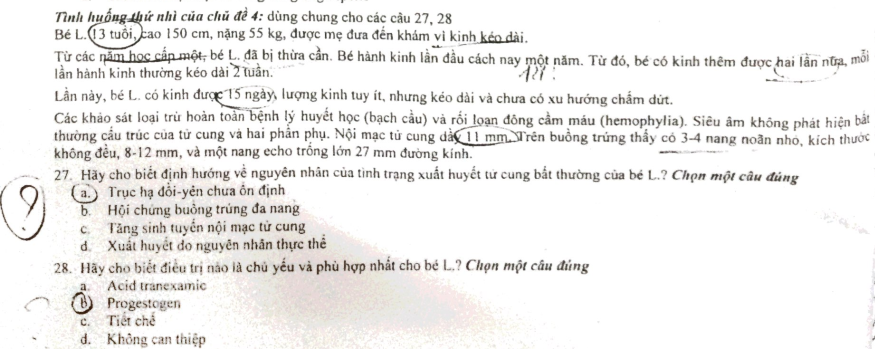 Tình huống thứ nhì của chủ đề 4: dùng chung cho các câu 27, 28
Bé L. 13 tuổi, cao 150 cm, nặng 55 kg, được mẹ đưa đến khám vì kinh kéo dài.
Từ các năm học cấp một, bé L. đã bị thừa cần. Bé hành kinh lần đầu cách nay một năm. Từ đó, bé có kinh thêm được hai lần nữa, mỗi
lần hành kinh thường kéo dài 2 tuần.
Lần này, bé L. có kinh được 15 ngày, lượng kinh tuy ít, nhưng kéo dài và chưa có xu hướng chấm dứt.
Các khảo sát loại trừ hoàn toàn bệnh lý huyết học (bạch cầu) và rối loạn đông cầm máu (hemophylia). Siêu âm không phát hiện bất
thường cấu trúc của tử cung và hai phần phụ. Nội mạc tử cung dày 11 mm. Trên buồng trứng thấy có 3-4 nang noãn nhỏ, kích thước
không đều, 8-12 mm, và một nang echo trống lớn 27 mm đường kính.
27. Hãy cho biết định hướng về nguyên nhân của tình trạng xuất huyết tử cung bất thường của bé L.? Chọn một câu đúng
a. Trục hạ đồi-yên chưa ổn định
b. Hội chứng buồng trứng đa nang
c. Tăng sinh tuyến nội mạc tử cung
d. Xuất huyết do nguyên nhân thực thể
28. Hãy cho biết điều trị nào là chủ yếu và phù hợp nhất cho bé L.? Chọn một câu đúng
a. Acid tranexamic
b. Progestogen
c. Tiết chế
d. Không can thiệp